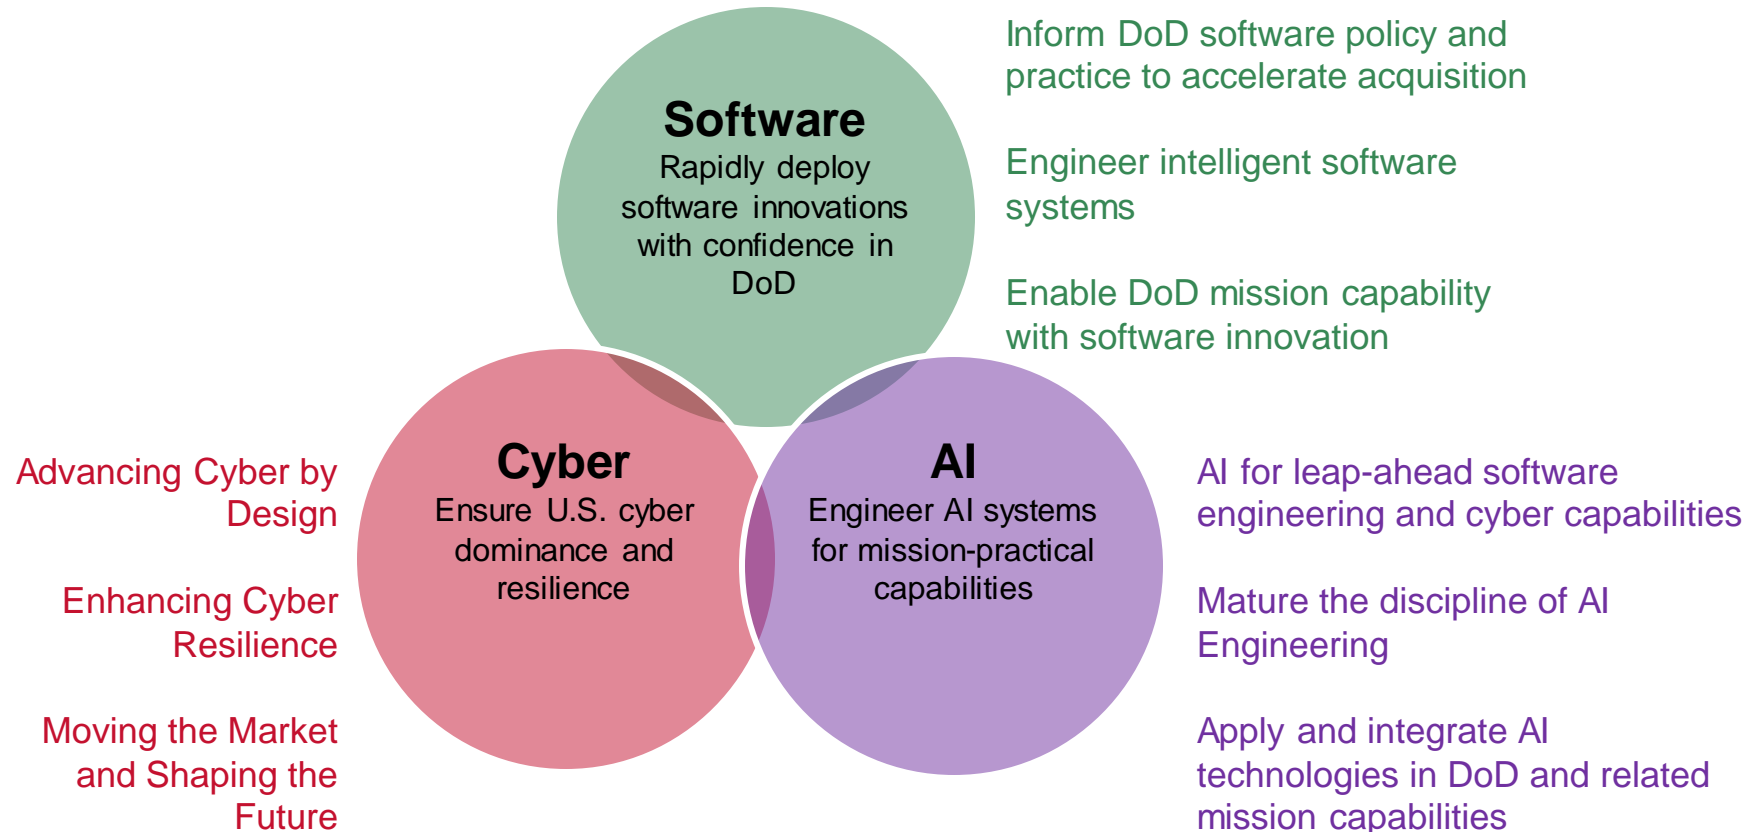 Software
Rapidly deploy
software innovations
with confidence in
DoD
Inform DoD software policy and
practice to accelerate acquisition
Engineer intelligent software
systems
Enable DoD mission capability
with software innovation
Cyber
Ensure U.S. cyber
dominance and
resilience
Advancing Cyber by
Design
Enhancing Cyber
Resilience
Moving the Market
and Shaping the
Future
AI
Engineer AI systems
for mission-practical
capabilities
AI for leap-ahead software
engineering and cyber capabilities
Mature the discipline of AI
Engineering
Apply and integrate AI
technologies in DoD and related
mission capabilities